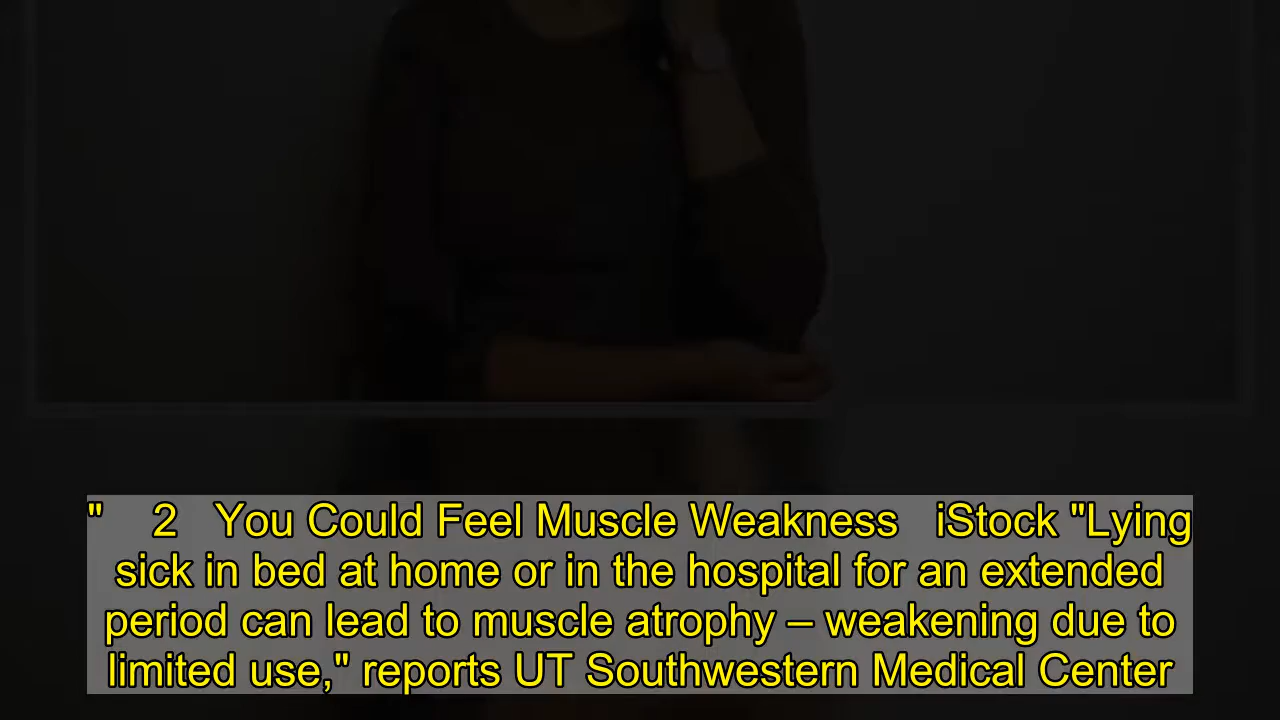 " 2 You Could Feel Muscle Weakness iStock "Lying
sick in bed at home or in the hospital for an extended
period can lead to muscle atrophy – weakening due to
limited use," reports UT Southwestern Medical Center